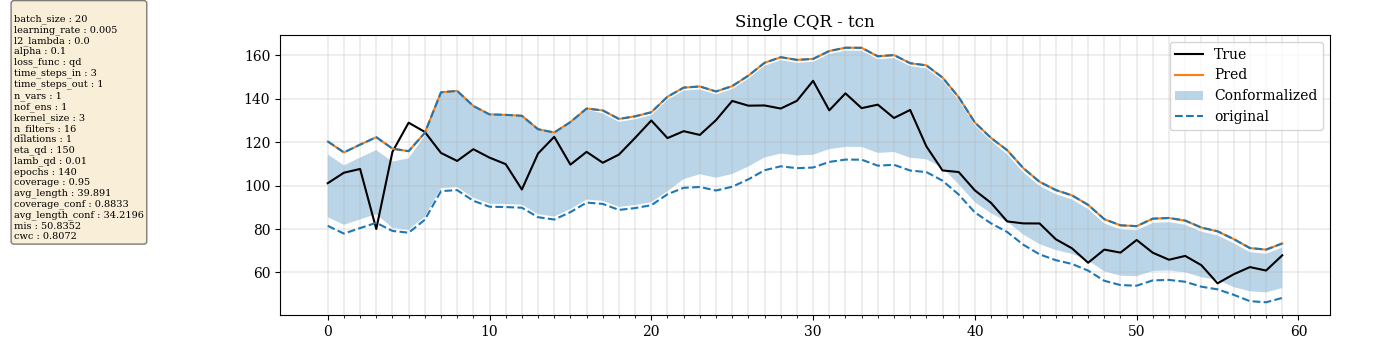 batch_size : 20
learning_rate : 0.005
l2_lambda : 0.0
alpha : 0.1
loss_func : qd
time_steps_in : 3
time_steps_out : 1
n_vars : 1
nof_ens : 1
kernel_size : 3
n_filters : 16
dilations : 1
eta_qd : 150
lamb_qd : 0.01
epochs : 140
coverage : 0.95
avg_length : 39.891
coverage_conf : 0.8833
avg_length_conf : 34.2196
mis : 50.8352
cwc : 0.8072
Single CQR - tcn
160
140
120
100
80
60
0 10 20 30 40 50 60
True
Pred
Conformalized
original